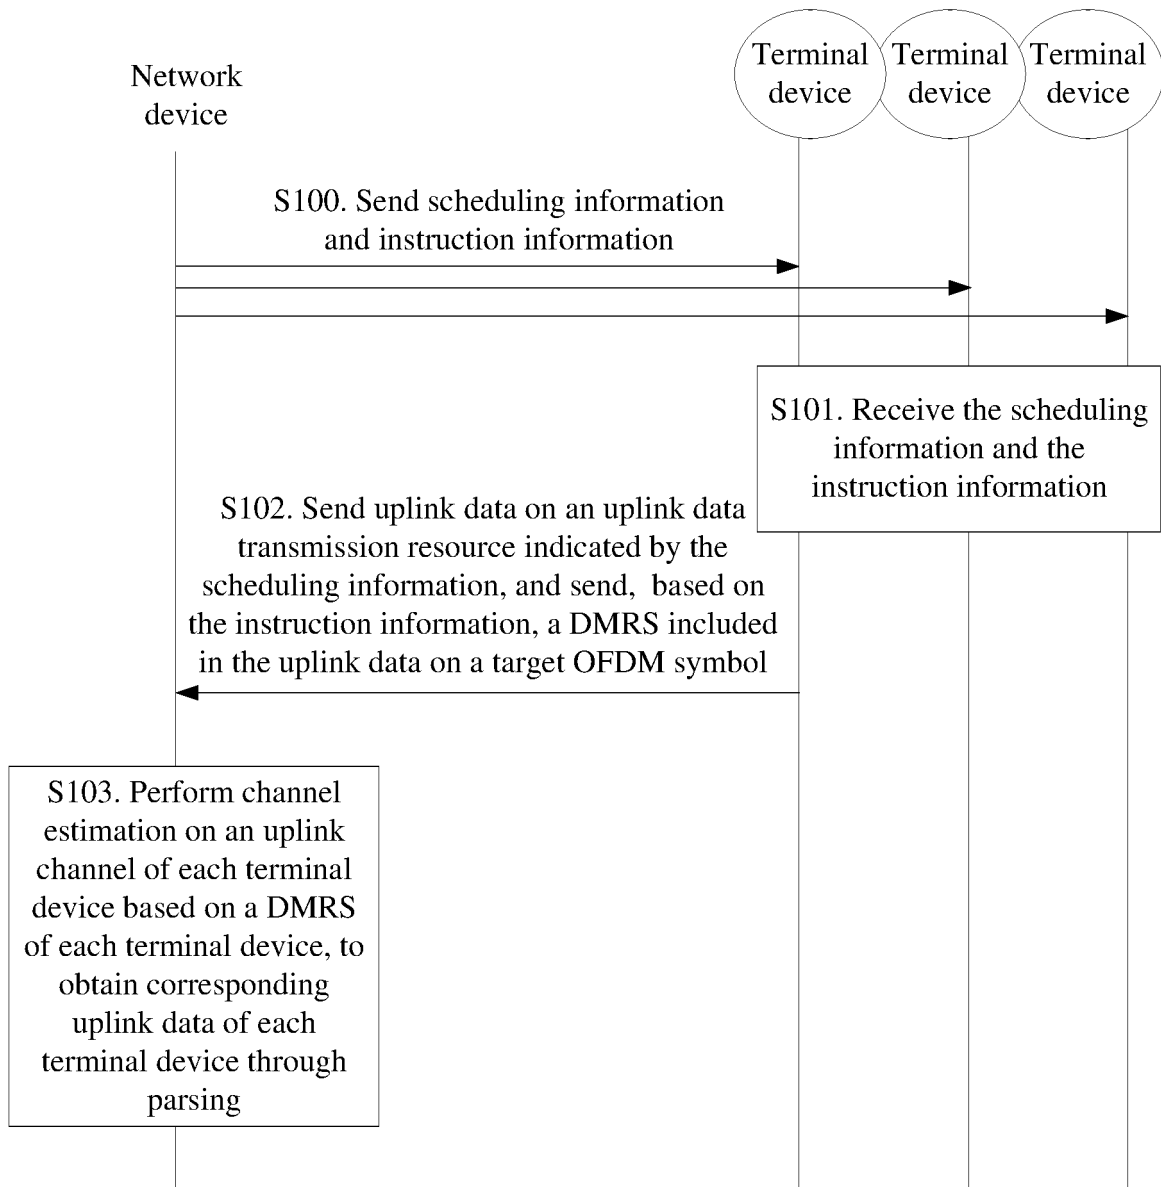 Network
device
Terminal
device
Terminal
device
Terminal
device
S100. Send scheduling information
and instruction information
S101. Receive the scheduling
information and the
instruction information
S102. Send uplink data on an uplink data
transmission resource indicated by the
scheduling information, and send, based on
the instruction information, a DMRS included
in the uplink data on a target OFDM symbol
S103. Perform channel
estimation on an uplink
channel of each terminal
device based on a DMRS
of each terminal device, to
obtain corresponding
uplink data of each
terminal device through
parsing